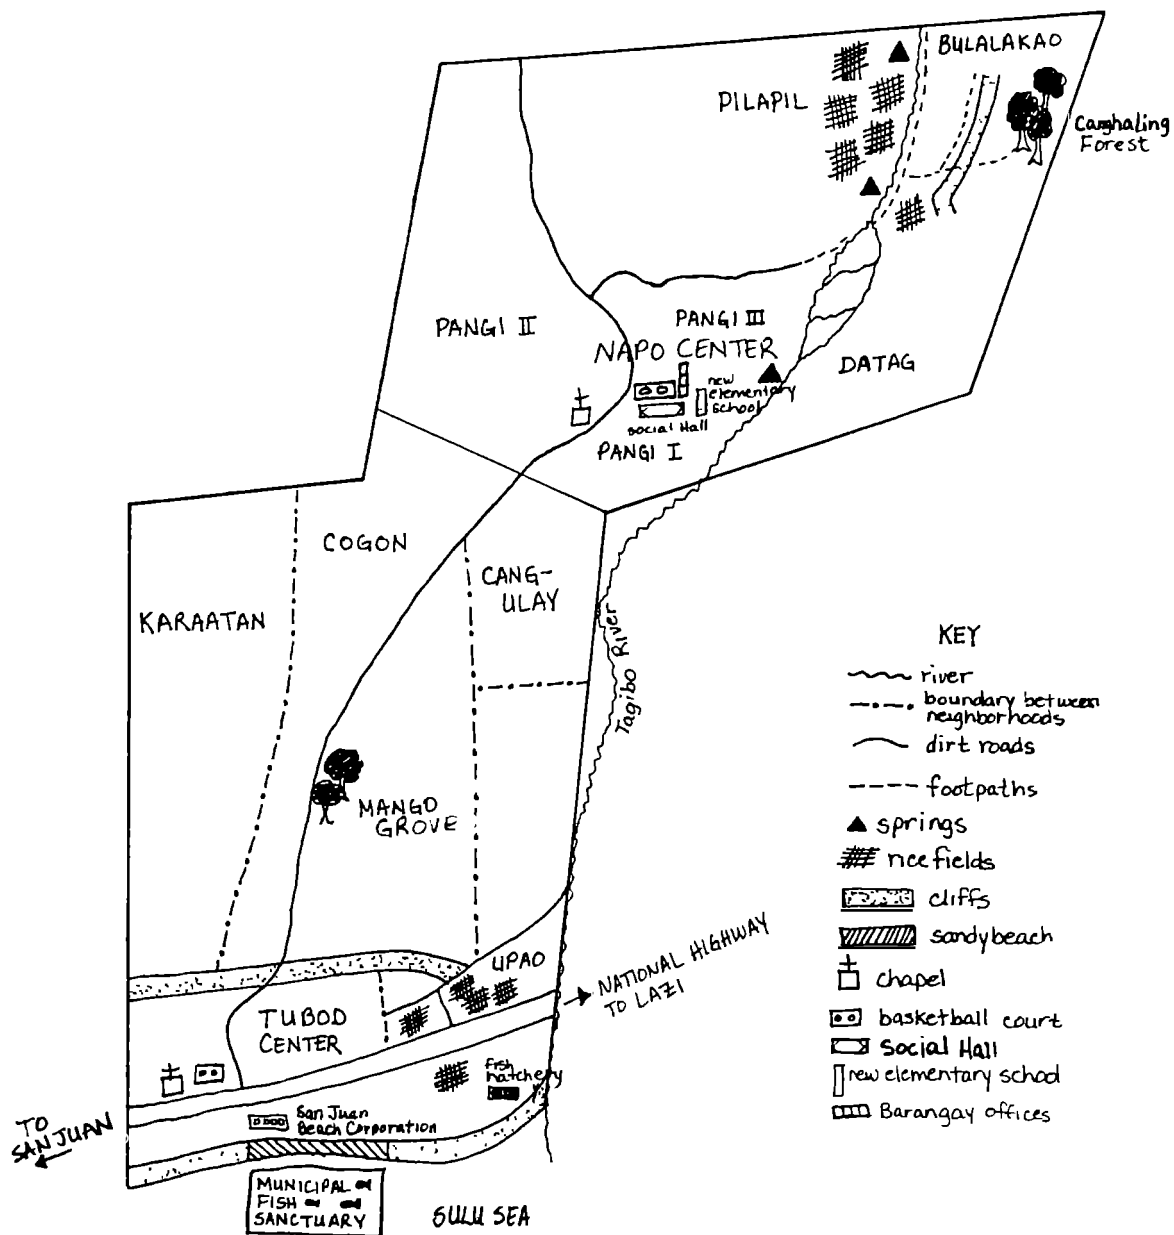 BULALAKAO
PILAPIL
Camghaling
Forest
PANGI II
PANGI III
NAPO CENTER
DATAG
new
elementary
school
social Hall
PANGI I
COGON
CANG-
ULAY
KARAATAN
Tagibo River
MANGO
GROVE
UPAO
NATIONAL HIGHWAY
TO LAZI
TUBOD
CENTER
fish
hatchery
San Juan
Beach Corporation
TO
SAN JUAN
MUNICIPAL
FISH
SANCTUARY
SULU SEA
KEY
river
boundary between
neighborhoods
dirt roads
footpaths
springs
rice fields
cliffs
sandy beach
chapel
basketball court
Social Hall
new elementary school
Barangay offices